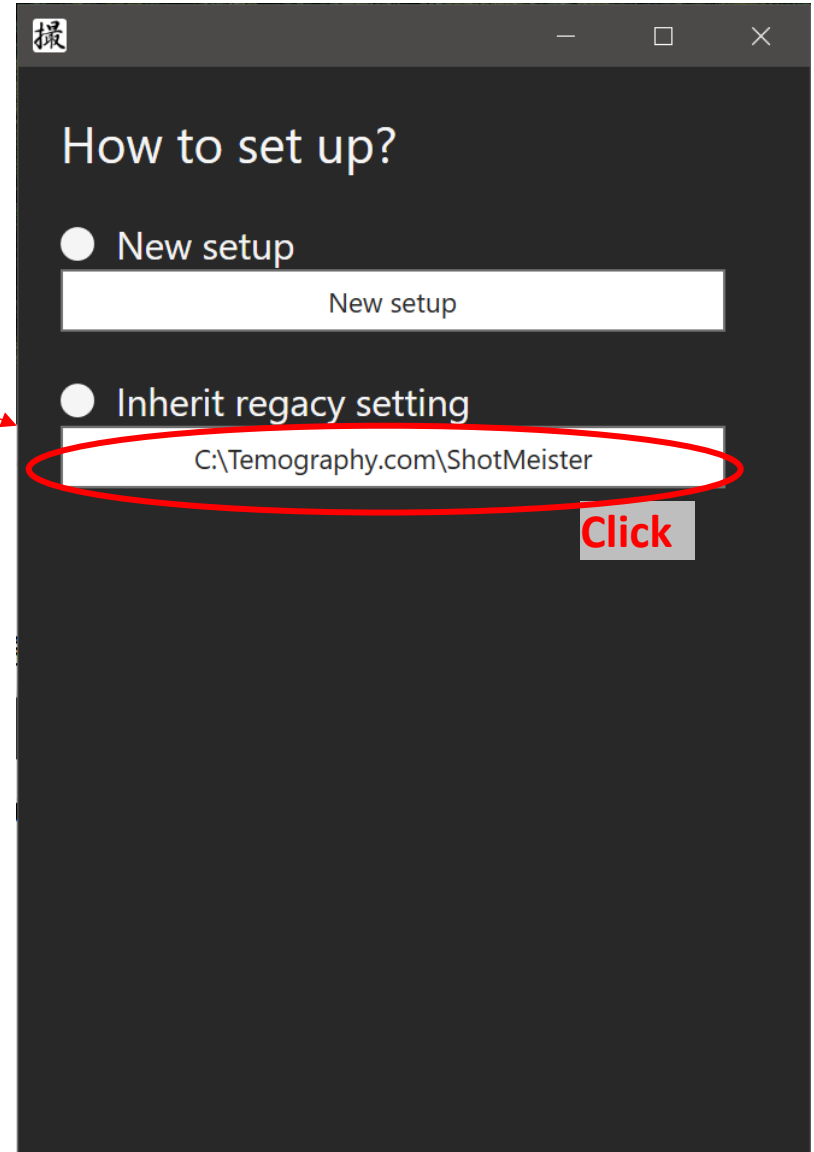 撮
How to set up?
New setup
New setup
Inherit regacy setting
C:\Temography.com\ShotMeister
Click